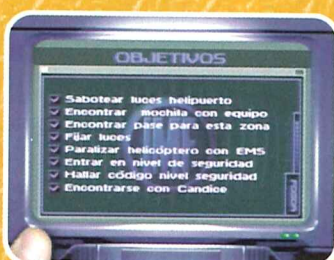 OBJETIVOS
Sabotear luces helipuerto
Encontrar mochila con equipo
Encontrar pase para esta zona
Fijar luces
Paralizar helicóptero con EMS
Entrar en nivel de seguridad
Hallar código nivel seguridad
Encontrarse con Candice